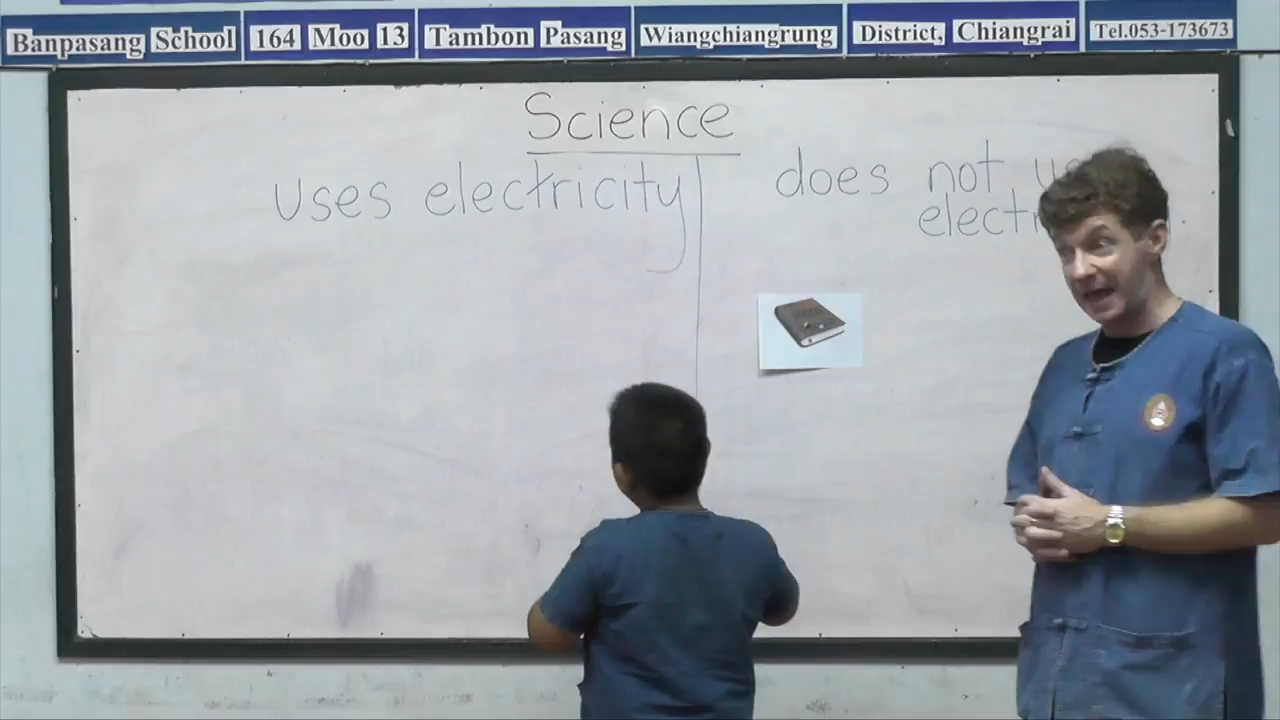 Banpasang School 164 Moo 13 Tambon Pasang Wiangchiangrung District, Chiangrai Tel.053-173673
Science
uses electricity
does not